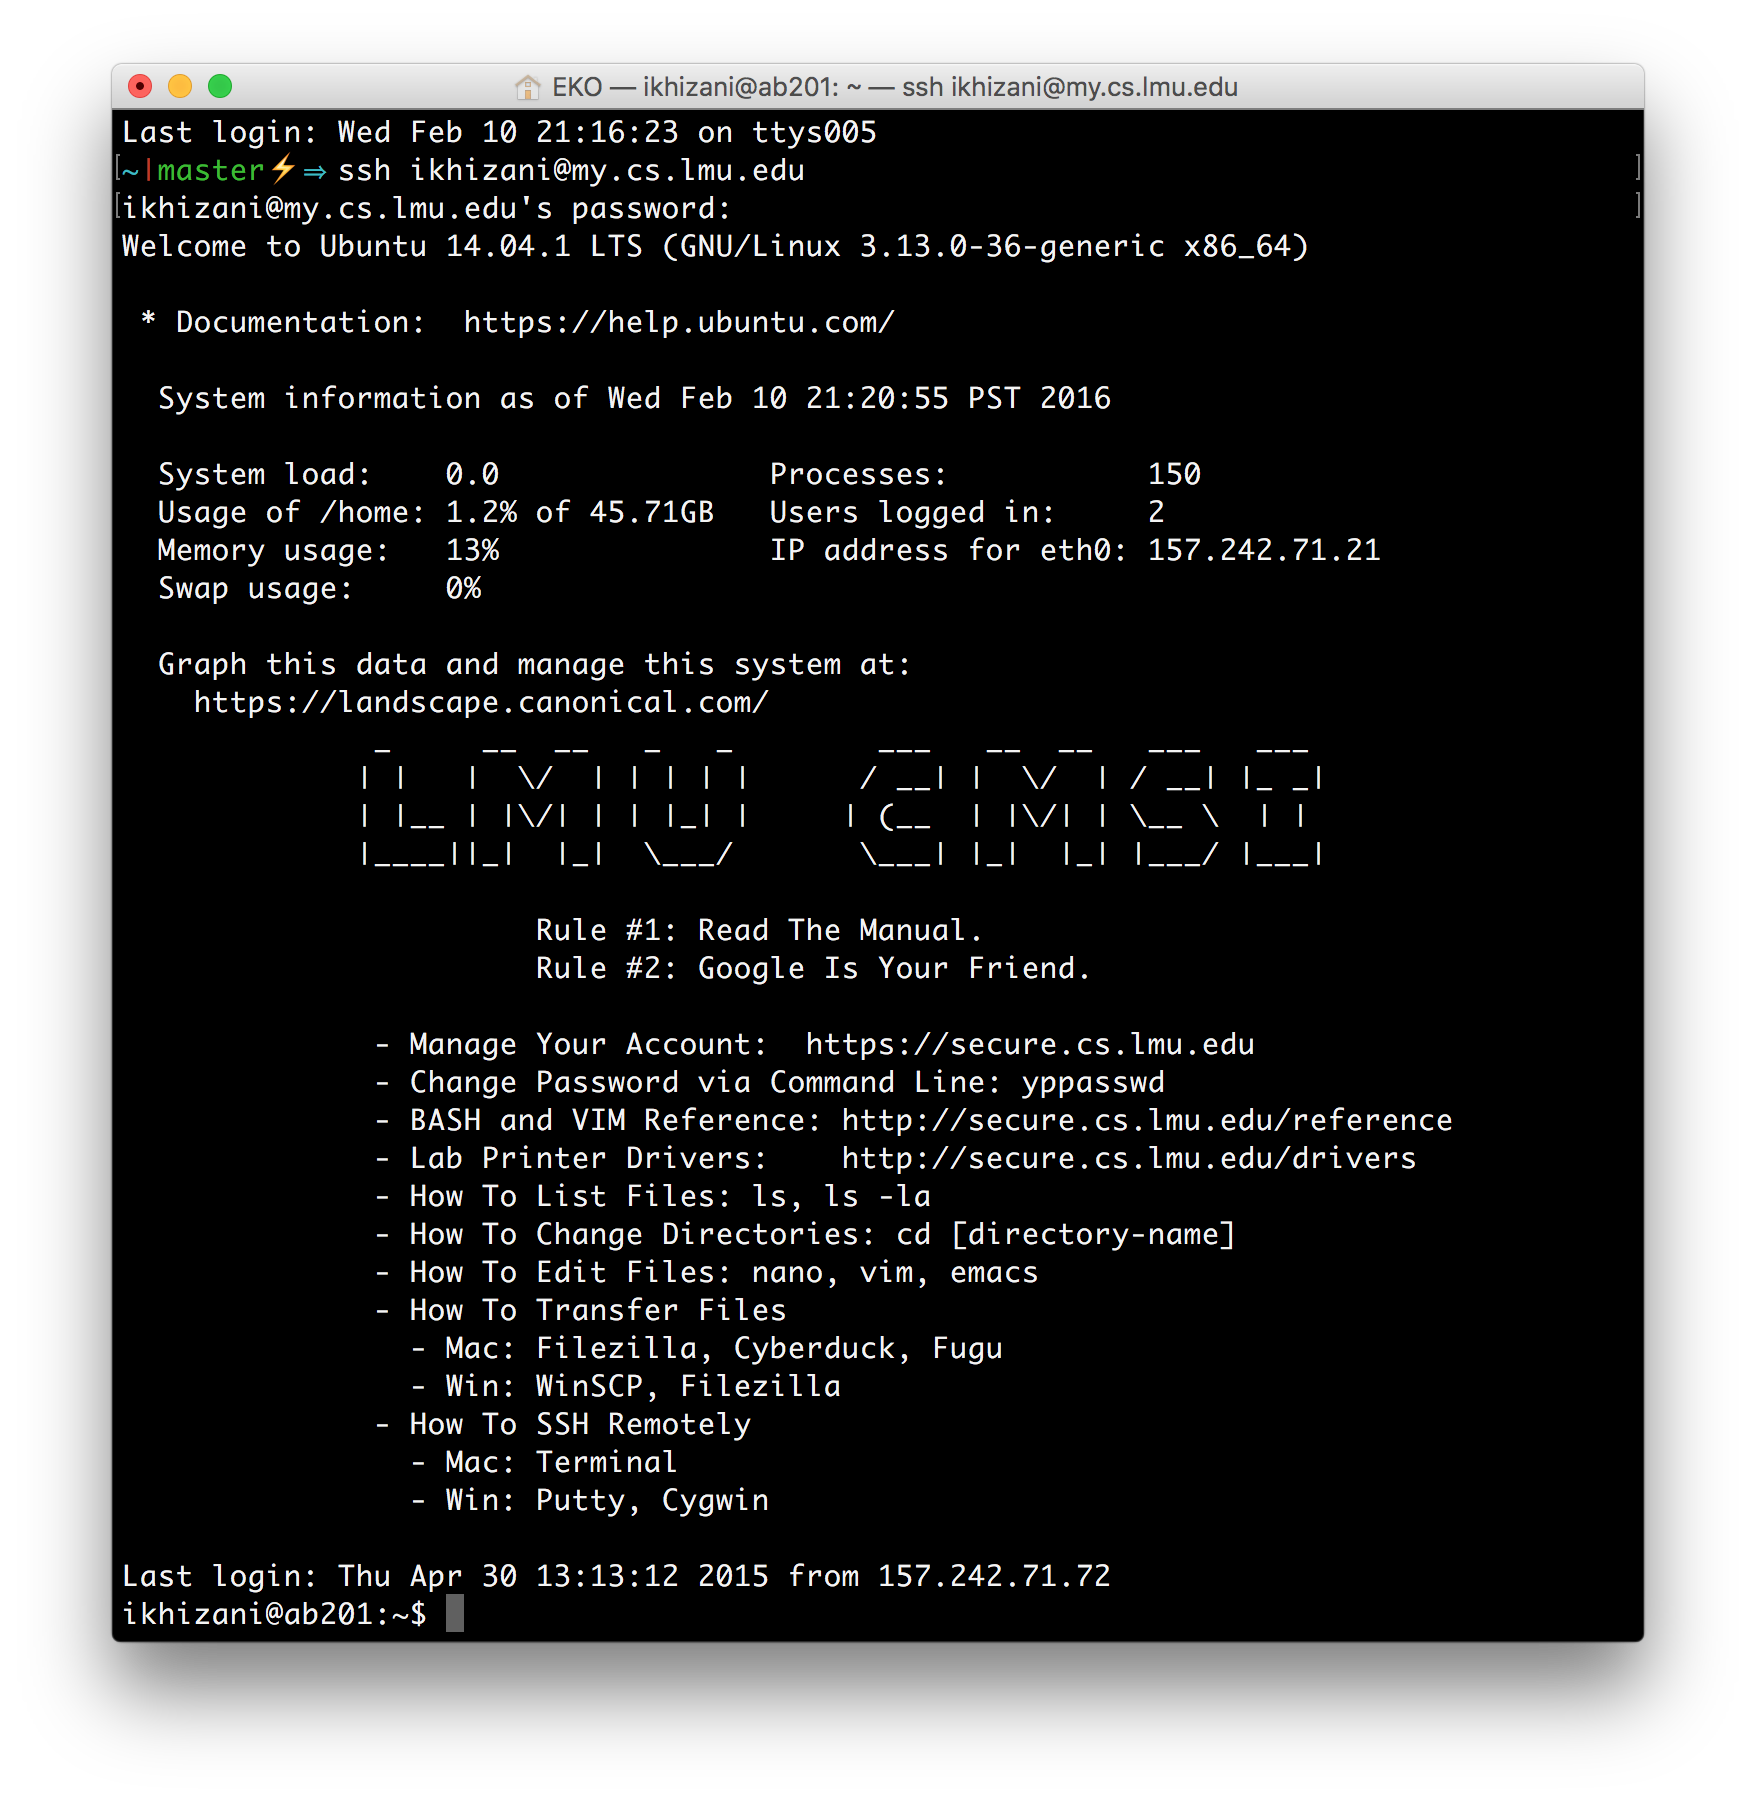 EKO — ikhizani@ab201: ~ — ssh ikhizani@my.cs.lmu.edu
Last login: Wed Feb 10 21:16:23 on ttys005
[~|master⚡⇒ ssh ikhizani@my.cs.lmu.edu ]
[ikhizani@my.cs.lmu.edu's password: ]
Welcome to Ubuntu 14.04.1 LTS (GNU/Linux 3.13.0-36-generic x86_64)
* Documentation:  https://help.ubuntu.com/
System information as of Wed Feb 10 21:20:55 PST 2016
System load:    0.0               Processes:           150
Usage of /home: 1.2% of 45.71GB   Users logged in:     2
Memory usage:   13%               IP address for eth0: 157.242.71.21
Swap usage:     0%
Graph this data and manage this system at:
https://landscape.canonical.com/
LMU CMSI
Rule #1: Read The Manual.
Rule #2: Google Is Your Friend.
- Manage Your Account:  https://secure.cs.lmu.edu
- Change Password via Command Line: yppasswd
- BASH and VIM Reference: http://secure.cs.lmu.edu/reference
- Lab Printer Drivers:    http://secure.cs.lmu.edu/drivers
- How To List Files: ls, ls -la
- How To Change Directories: cd [directory-name]
- How To Edit Files: nano, vim, emacs
- How To Transfer Files
- Mac: Filezilla, Cyberduck, Fugu
- Win: WinSCP, Filezilla
- How To SSH Remotely
- Mac: Terminal
- Win: Putty, Cygwin
Last login: Thu Apr 30 13:13:12 2015 from 157.242.71.72
ikhizani@ab201:~$